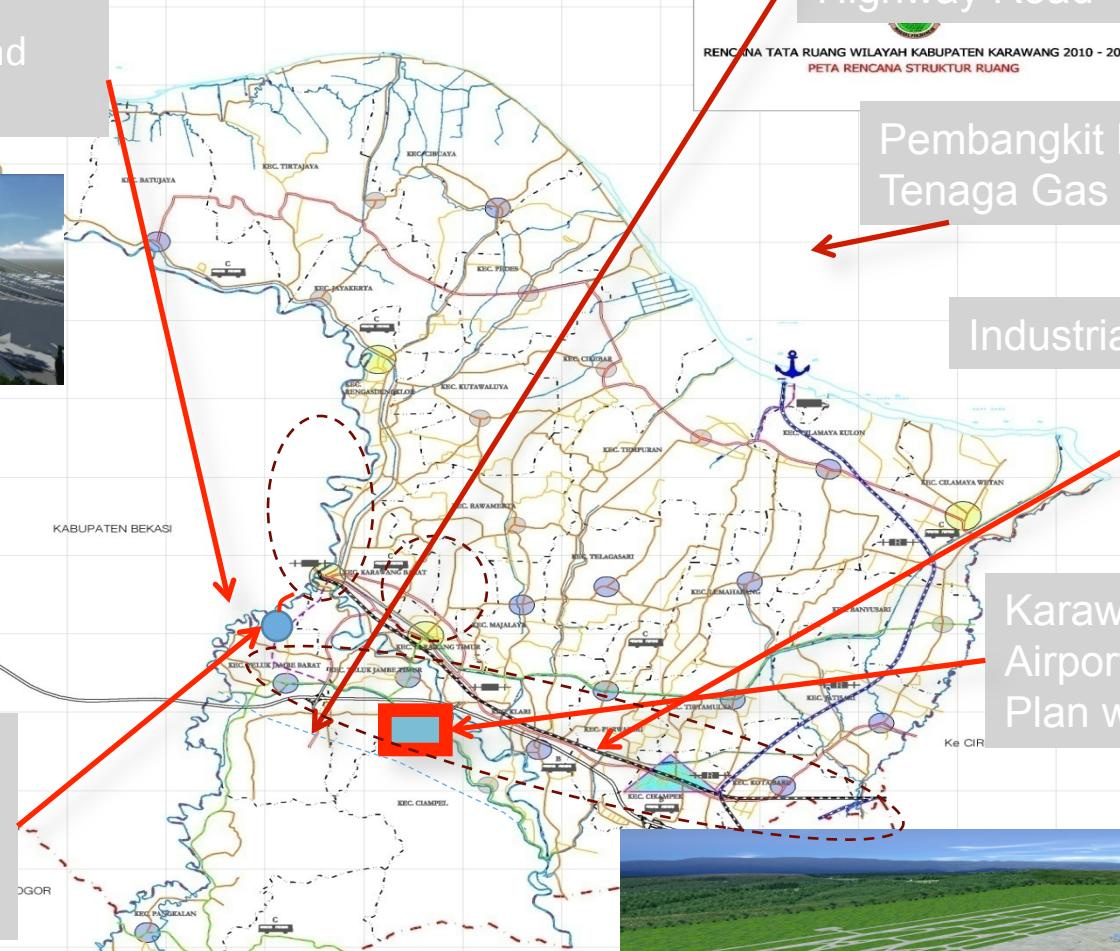 Highway Road
nd
RENCANA TATA RUANG WILAYAH KABUPATEN KARAWANG 2010 - 20
PETA RENCANA STRUKTUR RUANG
Pembangkit
Tenaga Gas
KEC. CIBUAYA
KEC. TIRTAJAYA
KEC. BATUJAYA
KEC. PEDES
C
KEC. JAYAKERTA
Industria
C
KEC. CILEBAR
KEC. RENGASDENGKLOK
KEC. KUTAWALUYA
KEC. CILAMAYA KULON
KEC. TEMPURAN
KEC. CILAMAYA WETAN
KEC. RAWAMERTA
KABUPATEN BEKASI
C
C
KEC. TELAGASARI
KEC. KARAWANG BARAT
KEC. LEMAHABANG
KEC. BANYUSARI
Karaw
Airpor
Plan w
KEC. MAJALAYA
C
KEC. KARAWANG TIMUR
KEC. TELUK JAMBE BARAT
KEC. TELUK JAMBE TIMUR
KEC. JATISARI
KEC. TIRTAMULYA
KEC. KLARI
KEC. PURWASARI
Ke CIR
B
KEC. KOTABARU
KEC. CIKAMPEK
B
KEC. CIAMPEL
OGOR
KEC. PANGKALAN
C